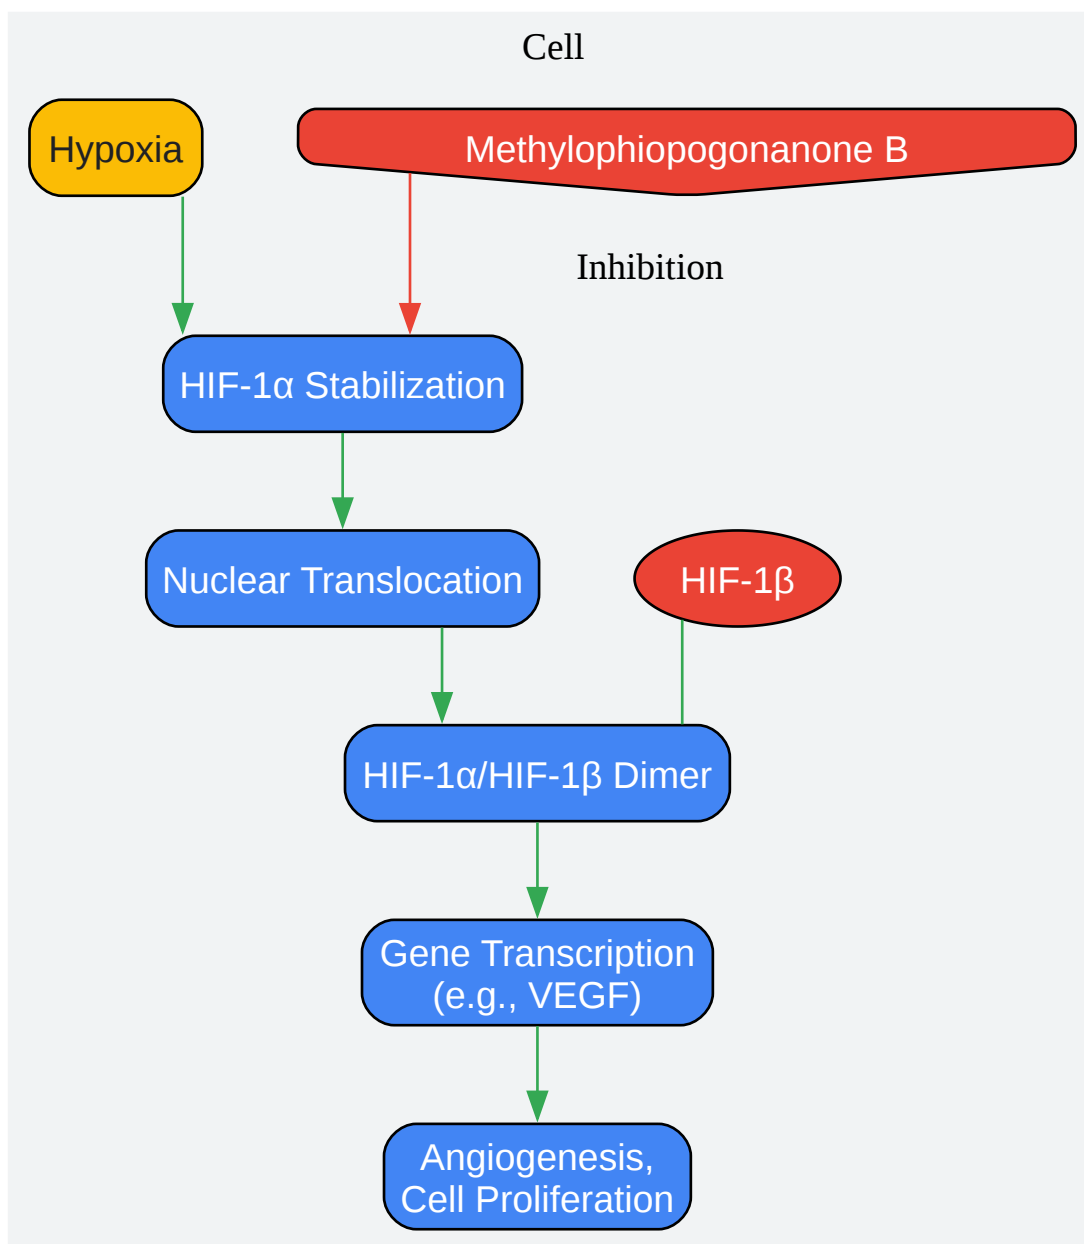 Cell
Hypoxia
Methylophiopogonanone B
Inhibition
HIF-1α Stabilization
Nuclear Translocation
HIF-1β
HIF-1α/HIF-1β Dimer
Gene Transcription
(e.g., VEGF)
Angiogenesis,
Cell Proliferation